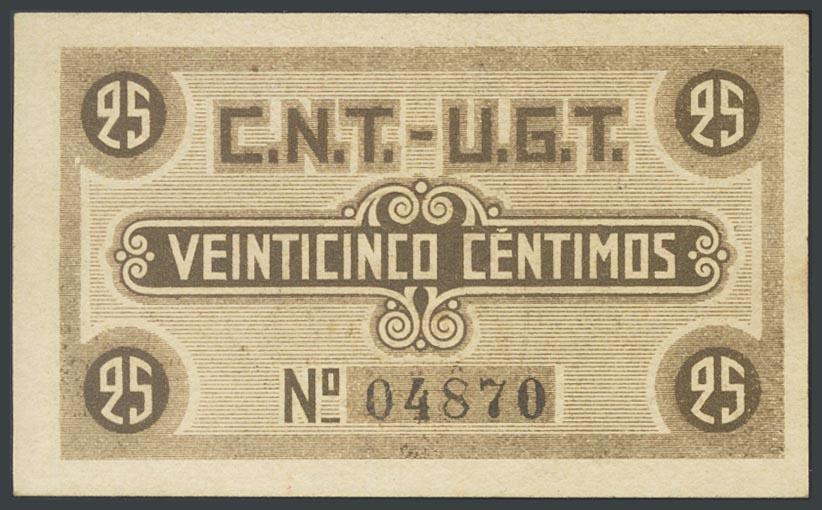 25 25
C.N.T. - U.G.T.
VEINTICINCO CÉNTIMOS
25 Nº 04870 25